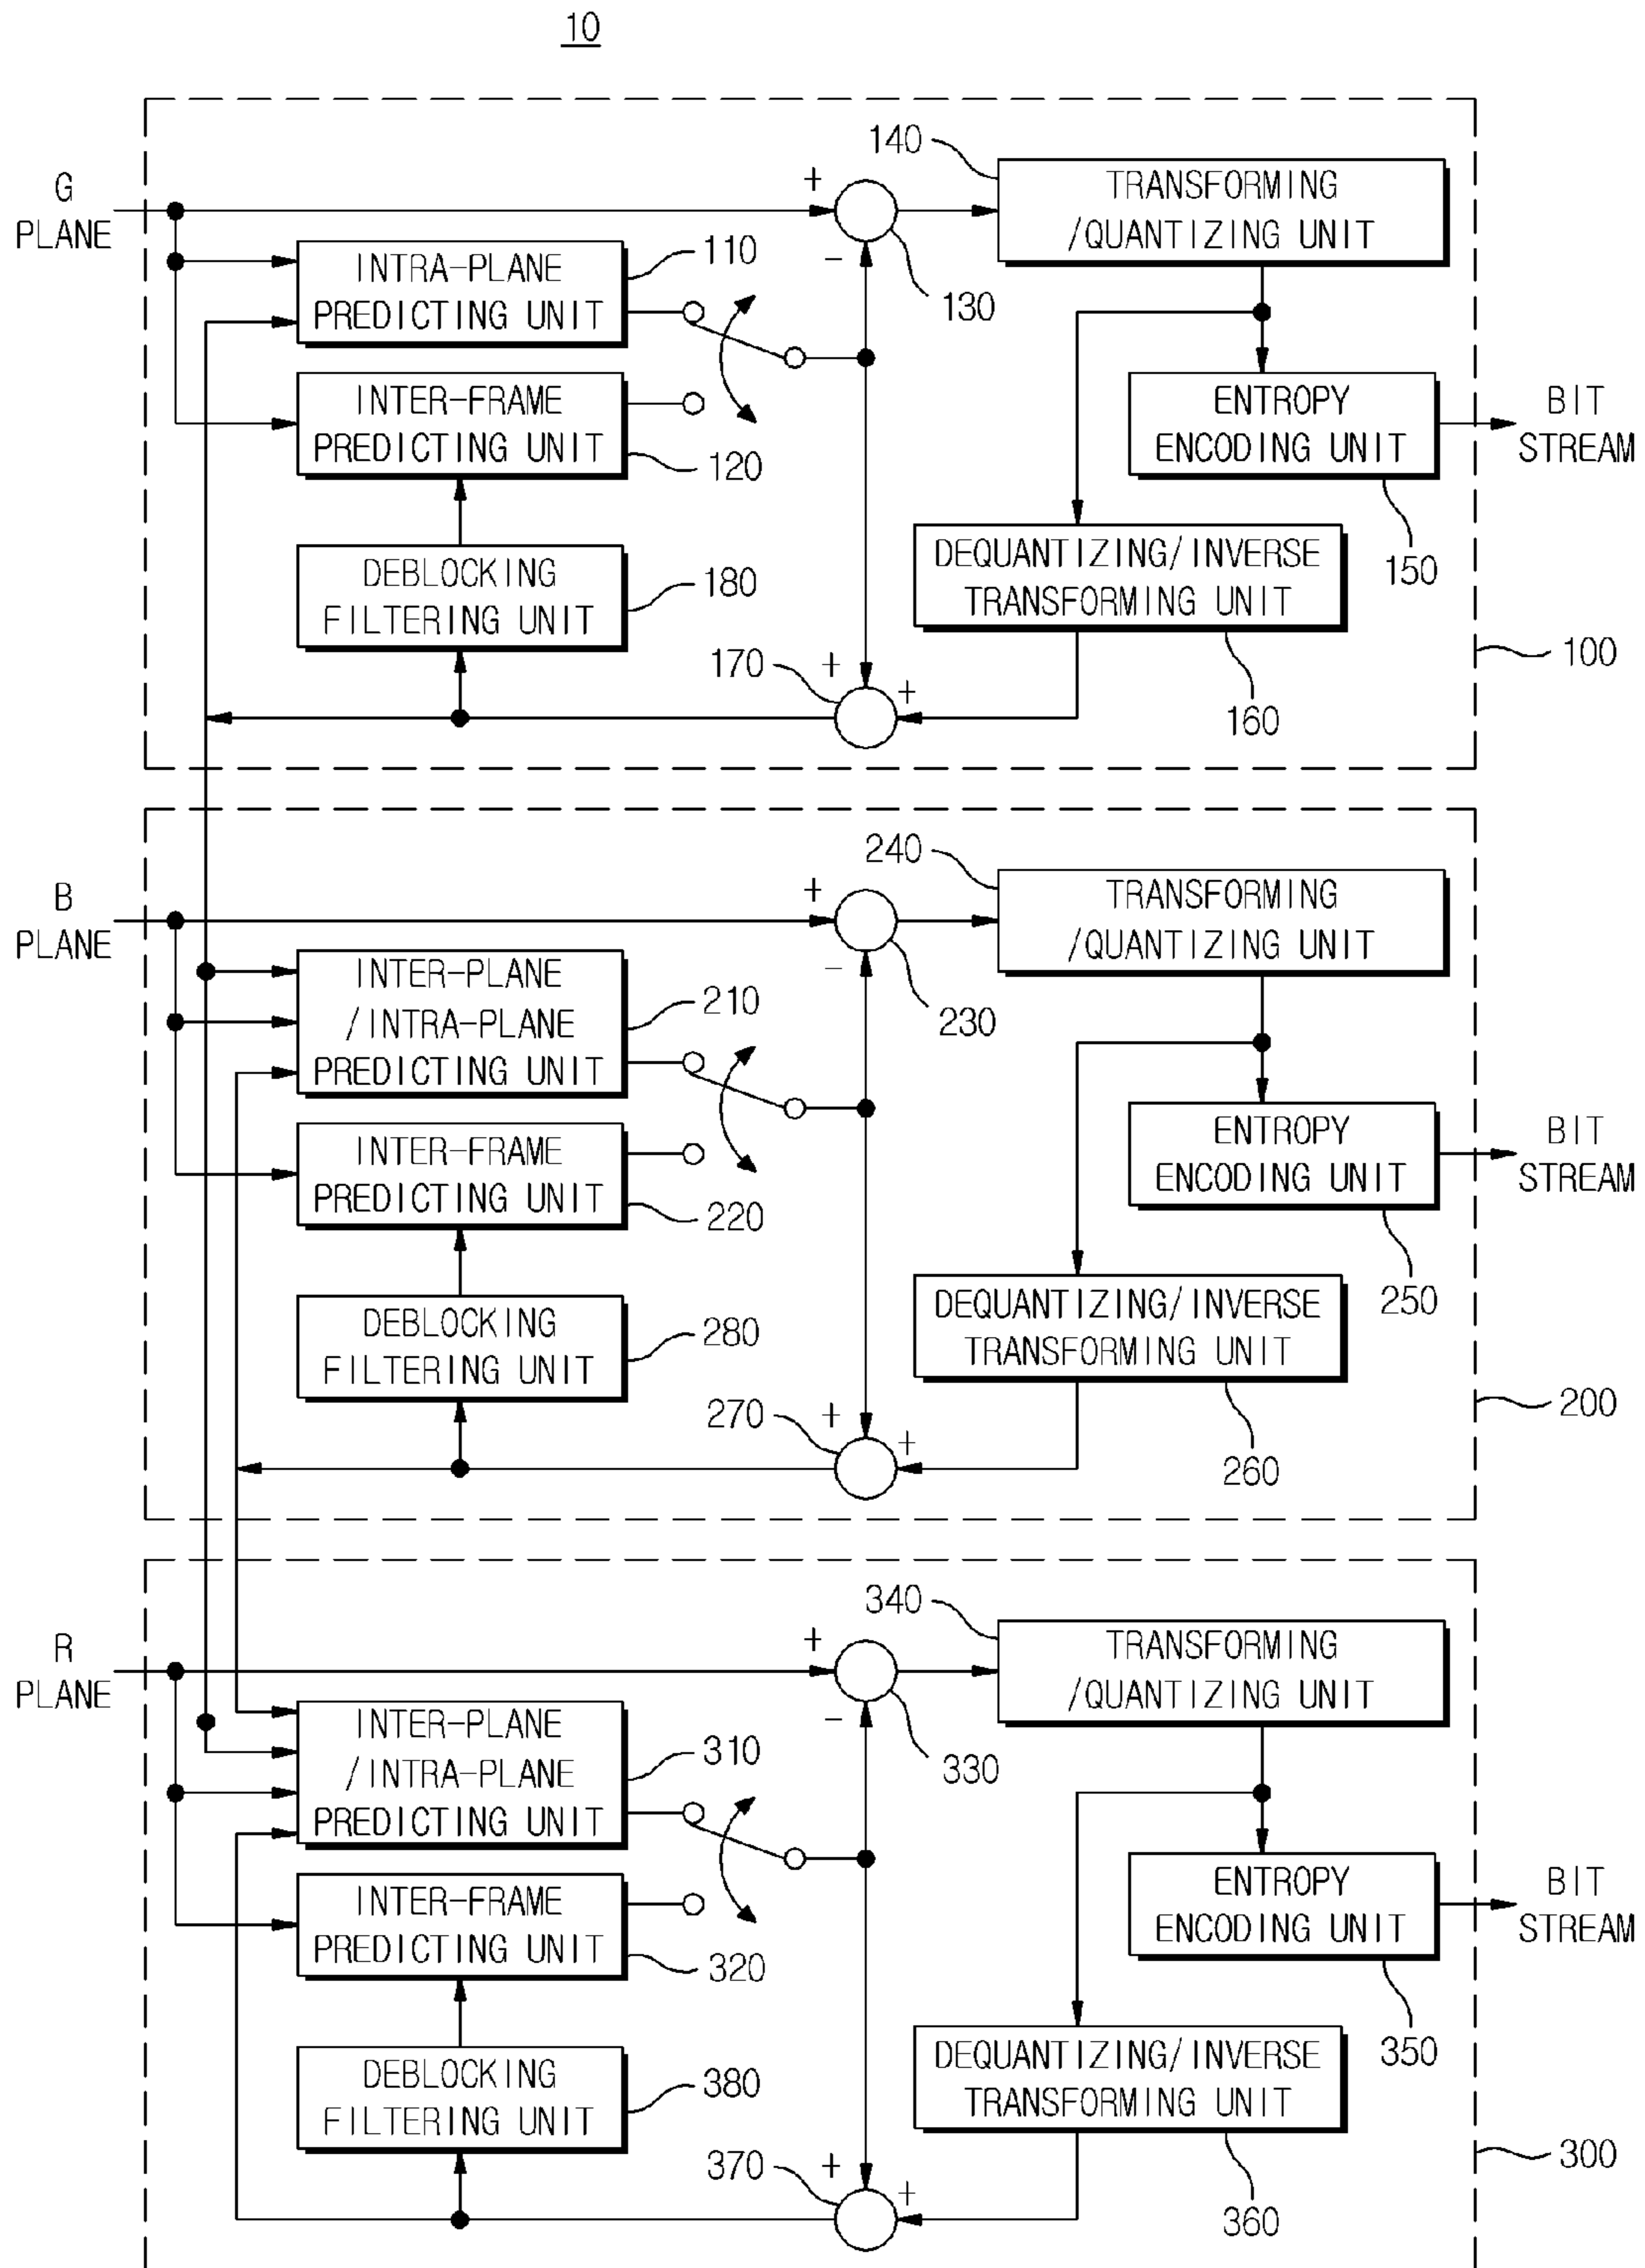 10
140
G
PLANE
+
TRANSFORMING
/QUANTIZING UNIT
INTRA-PLANE
PREDICTING UNIT
110
-
130
INTER-FRAME
PREDICTING UNIT
120
ENTROPY
ENCODING UNIT
BIT
STREAM
150
DEBLOCKING
FILTERING UNIT
180
DEQUANTIZING/INVERSE
TRANSFORMING UNIT
160
170
+
+
100
240
B
PLANE
+
TRANSFORMING
/QUANTIZING UNIT
INTER-PLANE
/INTRA-PLANE
PREDICTING UNIT
210
-
230
INTER-FRAME
PREDICTING UNIT
220
ENTROPY
ENCODING UNIT
BIT
STREAM
250
DEBLOCKING
FILTERING UNIT
280
DEQUANTIZING/INVERSE
TRANSFORMING UNIT
260
270
+
+
200
340
R
PLANE
+
TRANSFORMING
/QUANTIZING UNIT
INTER-PLANE
/INTRA-PLANE
PREDICTING UNIT
310
-
330
INTER-FRAME
PREDICTING UNIT
320
ENTROPY
ENCODING UNIT
BIT
STREAM
350
DEBLOCKING
FILTERING UNIT
380
DEQUANTIZING/INVERSE
TRANSFORMING UNIT
360
370
+
+
300